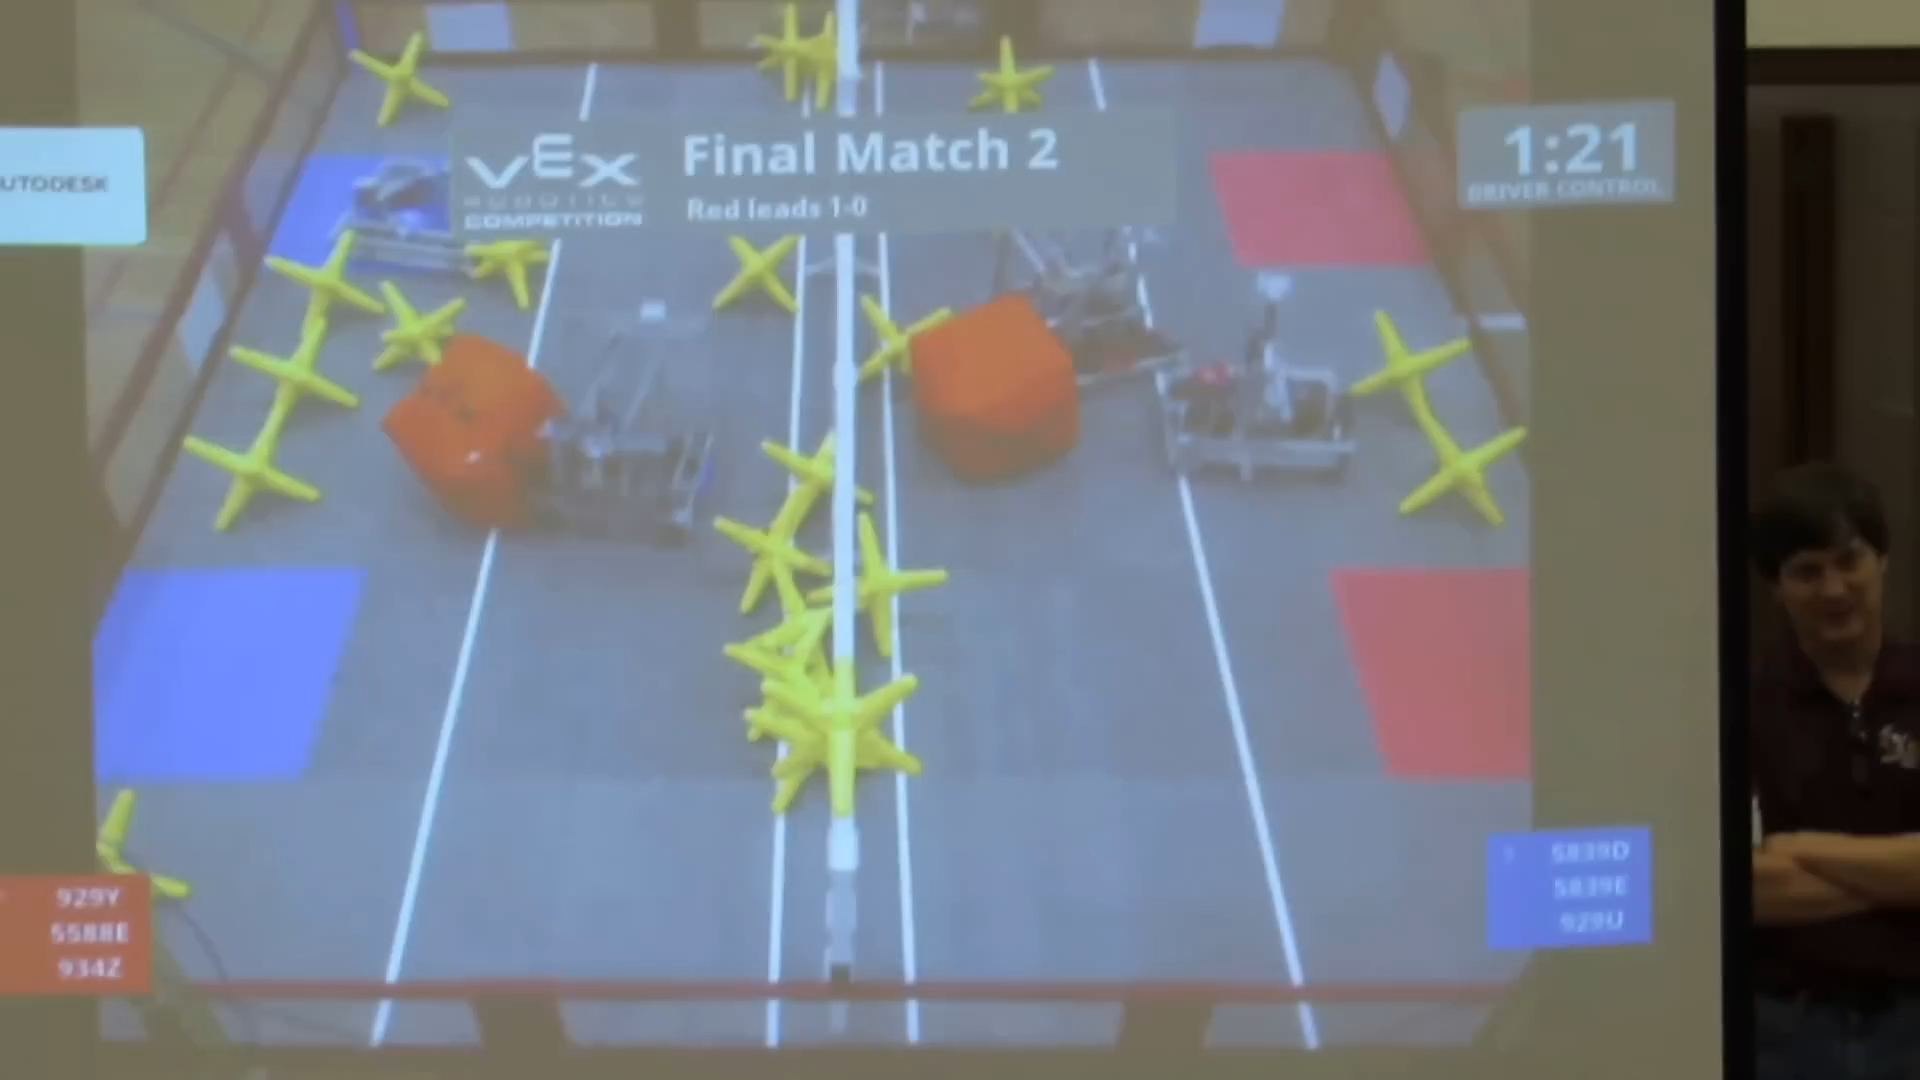 UTODESK
VEX
ROBOTICS
COMPETITION
Final Match 2
Red leads 1-0
1:21
DRIVER CONTROL
929Y
5588E
934Z
5839D
5839E
929U